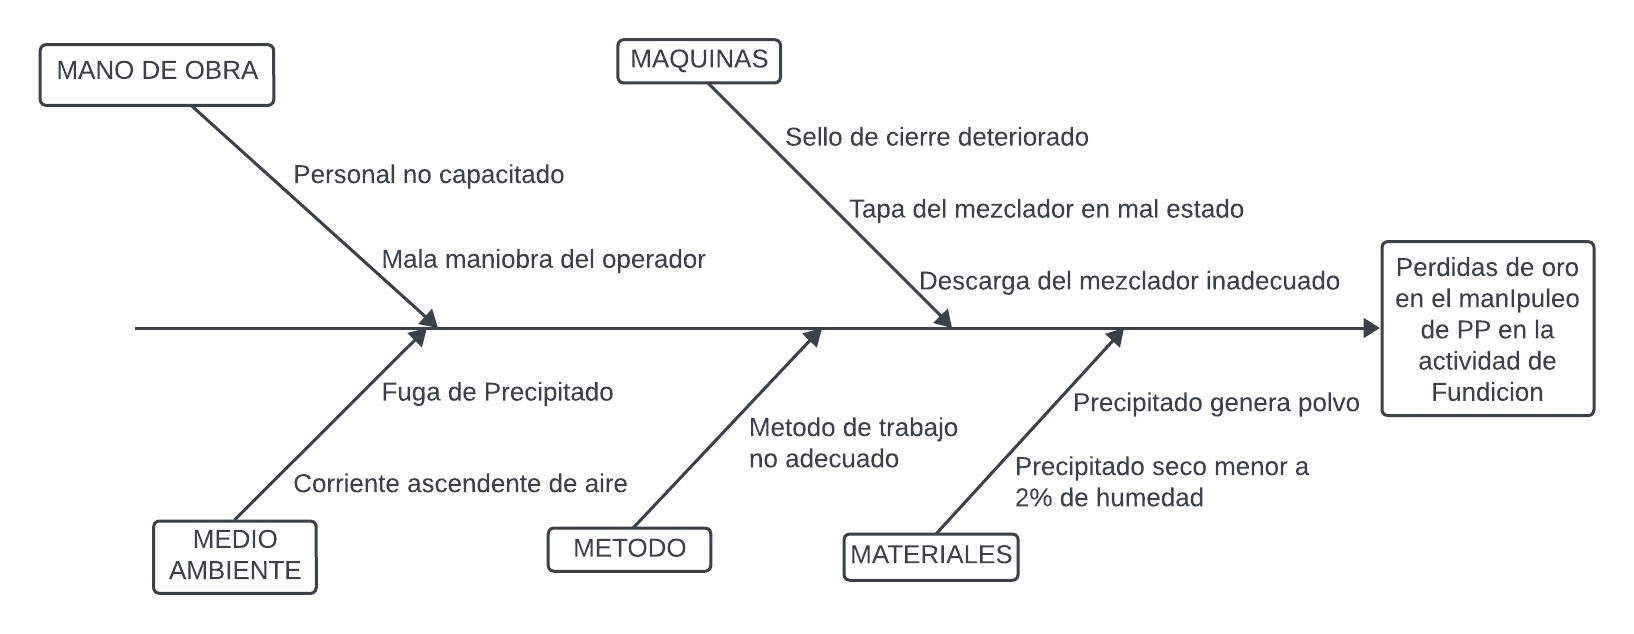 MANO DE OBRA
MAQUINAS
Sello de cierre deteriorado
Personal no capacitado
Tapa del mezclador en mal estado
Mala maniobra del operador
Descarga del mezclador inadecuado
Perdidas de oro
en el manIpuleo
de PP en la
actividad de
Fundicion
Fuga de Precipitado
Precipitado genera polvo
Metodo de trabajo
no adecuado
Corriente ascendente de aire
Precipitado seco menor a
2% de humedad
MEDIO
AMBIENTE
METODO
MATERIALES